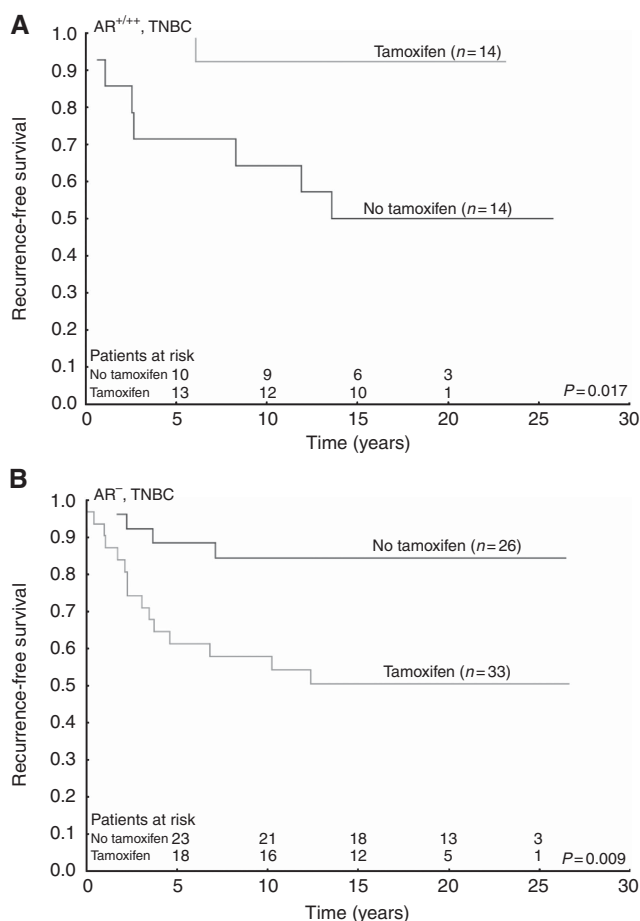 A
AR+/++, TNBC
1.0
0.9
0.8
0.7
0.6
0.5
0.4
0.3
0.2
0.1
0.0
Recurrence-free survival
Tamoxifen (n=14)
No tamoxifen (n=14)
Patients at risk
No tamoxifen 10 9 6 3
Tamoxifen 13 12 10 1
P=0.017
0 5 10 15 20 25 30
Time (years)
B
AR−, TNBC
1.0
0.9
0.8
0.7
0.6
0.5
0.4
0.3
0.2
0.1
0.0
Recurrence-free survival
No tamoxifen (n=26)
Tamoxifen (n=33)
Patients at risk
No tamoxifen 23 21 18 13 3
Tamoxifen 18 16 12 5 1
P=0.009
0 5 10 15 20 25 30
Time (years)